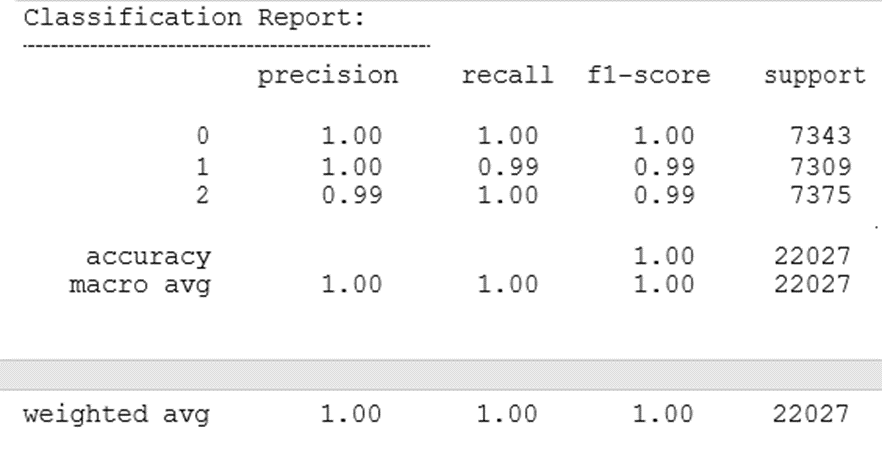 Classification Report:
precision recall f1-score support
0 1.00 1.00 1.00 7343
1 1.00 0.99 0.99 7309
2 0.99 1.00 0.99 7375
accuracy 1.00 22027
macro avg 1.00 1.00 1.00 22027
weighted avg 1.00 1.00 1.00 22027